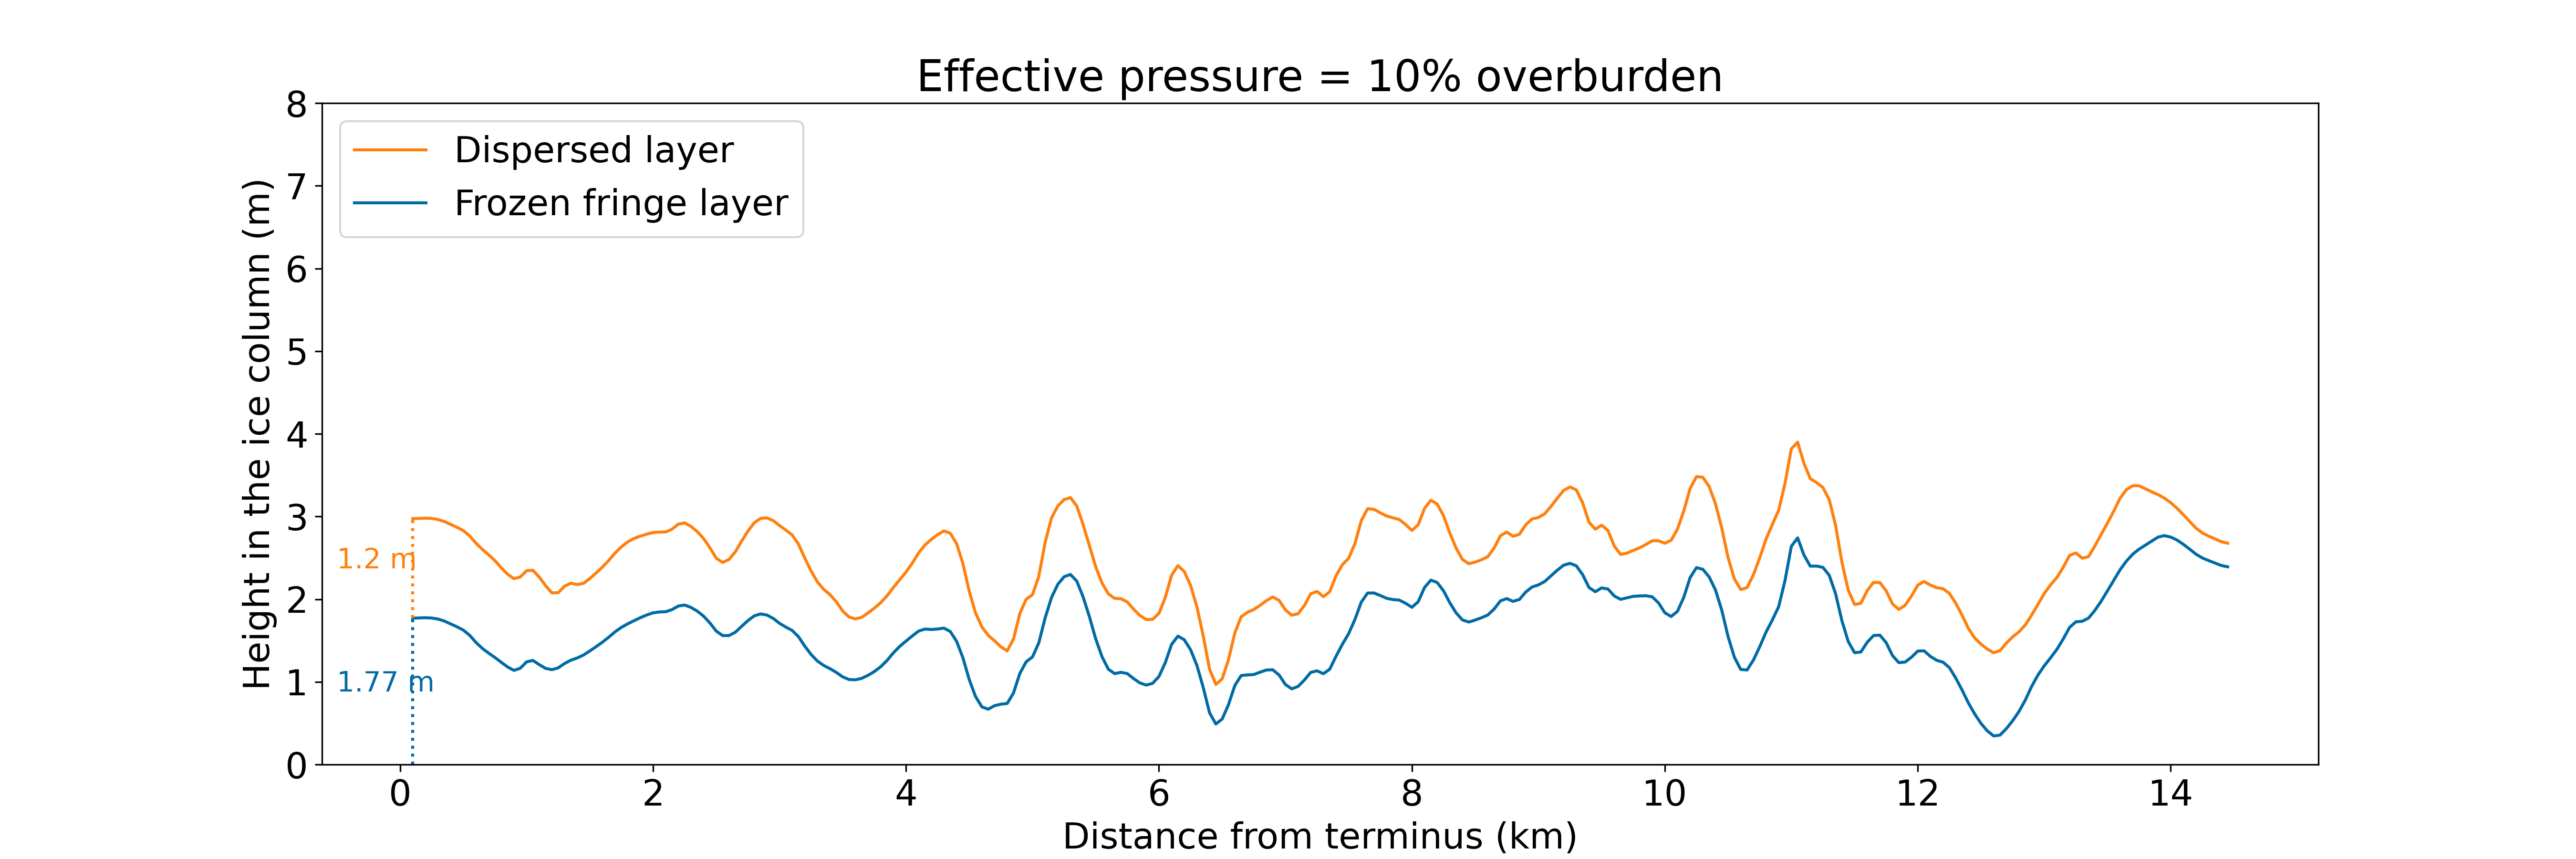 Effective pressure = 10% overburden
Height in the ice column (m)
8
7
6
5
4
3
2
1
0
Dispersed layer
Frozen fringe layer
1.2 m
1.77 m
0 2 4 6 8 10 12 14
Distance from terminus (km)